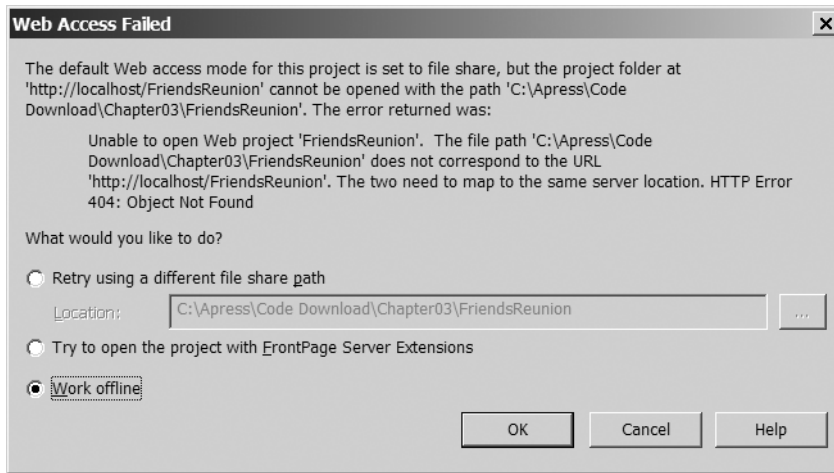 Web Access Failed
The default Web access mode for this project is set to file share, but the project folder at
'http://localhost/FriendsReunion' cannot be opened with the path 'C:\Apress\Code
Download\Chapter03\FriendsReunion'. The error returned was:
Unable to open Web project 'FriendsReunion'. The file path 'C:\Apress\Code
Download\Chapter03\FriendsReunion' does not correspond to the URL
'http://localhost/FriendsReunion'. The two need to map to the same server location. HTTP Error
404: Object Not Found
What would you like to do?
Retry using a different file share path
Location: C:\Apress\Code Download\Chapter03\FriendsReunion ...
Try to open the project with FrontPage Server Extensions
Work offline
OK Cancel Help